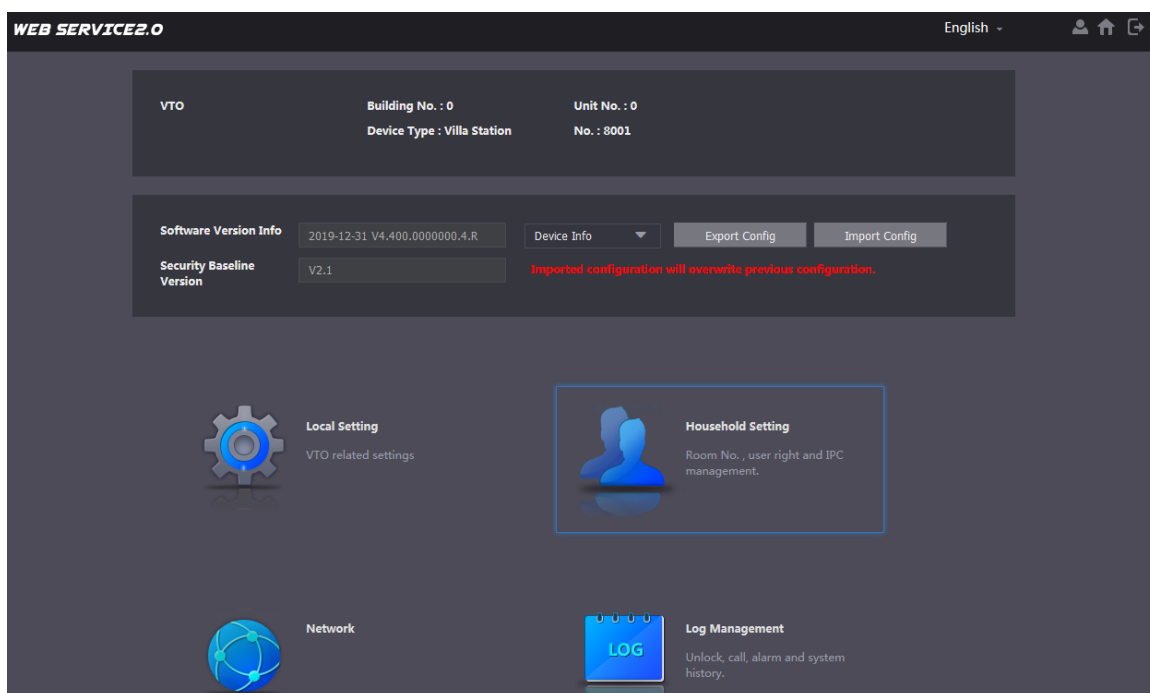 WEB SERVICE2.0 English
VTO Building No. : 0 Unit No. : 0
Device Type : Villa Station No. : 8001
Software Version Info 2019-12-31 V4.400.0000000.4.R Device Info Export Config Import Config
Security Baseline Version V2.1 Imported configuration will overwrite previous configuration.
Local Setting
VTO related settings
Household Setting
Room No. , user right and IPC
management.
Network
LOG
Log Management
Unlock, call, alarm and system
history.